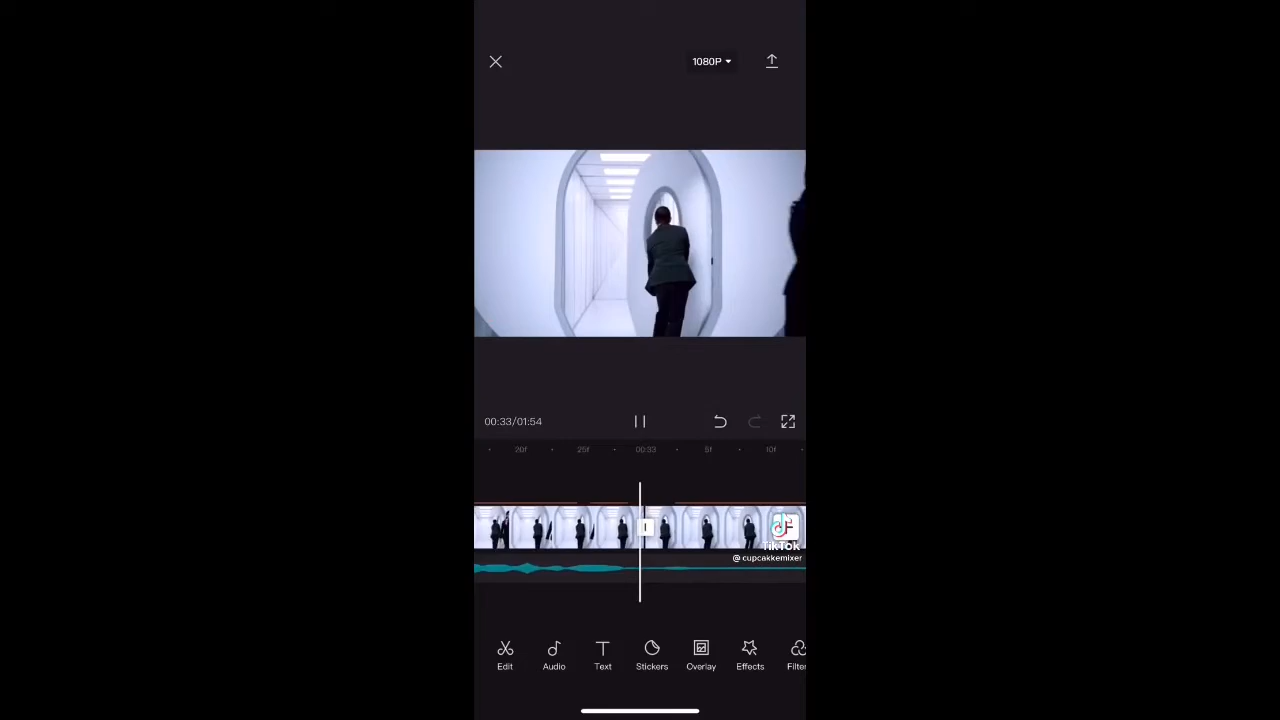 1080P
00:33/01:54
20f 25f 00:33 5f 10f
TikTok
@cupcakkemixer
Edit Audio Text Stickers Overlay Effects Filter